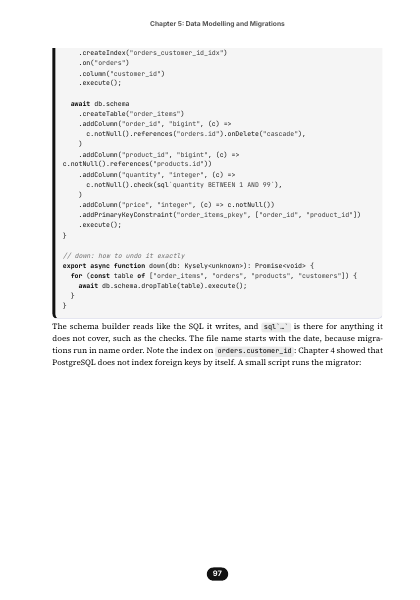 Chapter 5: Data Modelling and Migrations
.createIndex("orders_customer_id_idx")
.on("orders")
.column("customer_id")
.execute();
await db.schema
.createTable("order_items")
.addColumn("order_id", "bigint", (c) =>
c.notNull().references("orders.id").onDelete("cascade"),
)
.addColumn("product_id", "bigint", (c) =>
c.notNull().references("products.id"))
.addColumn("quantity", "integer", (c) =>
c.notNull().check(sql`quantity BETWEEN 1 AND 99`),
)
.addColumn("price", "integer", (c) => c.notNull())
.addPrimaryKeyConstraint("order_items_pkey", ["order_id", "product_id"])
.execute();
}
// down: how to undo it exactly
export async function down(db: Kysely<unknown>): Promise<void> {
for (const table of ["order_items", "orders", "products", "customers"]) {
await db.schema.dropTable(table).execute();
}
}
The schema builder reads like the SQL it writes, and sql`…` is there for anything it
does not cover, such as the checks. The file name starts with the date, because migra-
tions run in name order. Note the index on orders.customer_id: Chapter 4 showed that
PostgreSQL does not index foreign keys by itself. A small script runs the migrator:
97